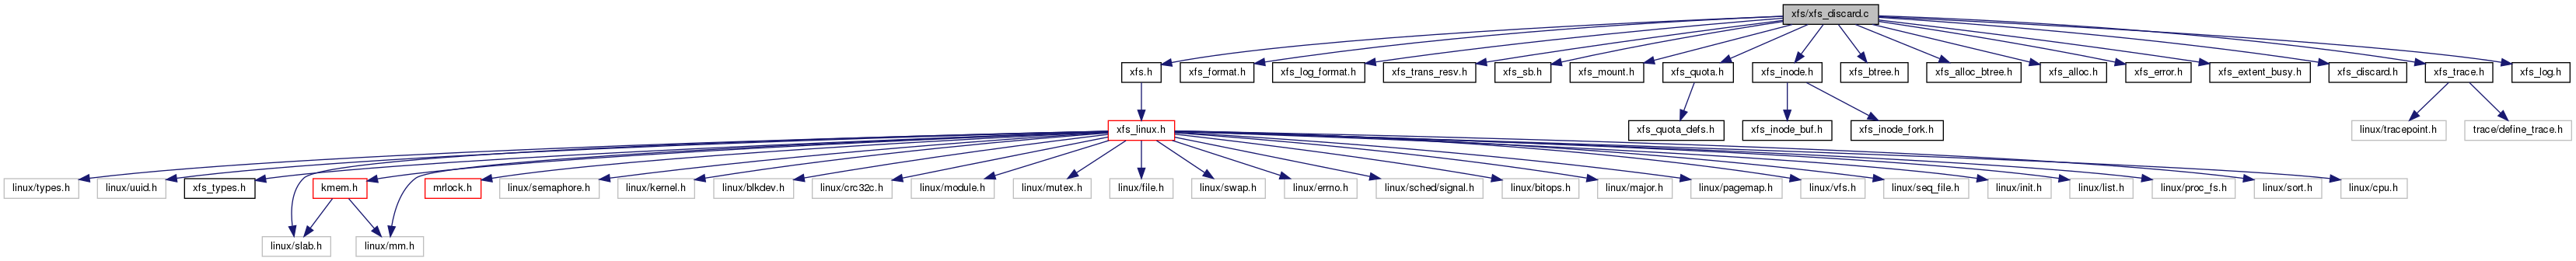 xfs/xfs_discard.c
xfs.h
xfs_format.h
xfs_log_format.h
xfs_trans_resv.h
xfs_sb.h
xfs_mount.h
xfs_quota.h
xfs_inode.h
xfs_btree.h
xfs_alloc_btree.h
xfs_alloc.h
xfs_error.h
xfs_extent_busy.h
xfs_discard.h
xfs_trace.h
xfs_log.h
xfs_linux.h
xfs_quota_defs.h
xfs_inode_buf.h
xfs_inode_fork.h
linux/tracepoint.h
trace/define_trace.h
linux/types.h
linux/uuid.h
xfs_types.h
kmem.h
mrlock.h
linux/semaphore.h
linux/kernel.h
linux/blkdev.h
linux/crc32c.h
linux/module.h
linux/mutex.h
linux/file.h
linux/swap.h
linux/errno.h
linux/sched/signal.h
linux/bitops.h
linux/major.h
linux/pagemap.h
linux/vfs.h
linux/seq_file.h
linux/init.h
linux/list.h
linux/proc_fs.h
linux/sort.h
linux/cpu.h
linux/slab.h
linux/mm.h